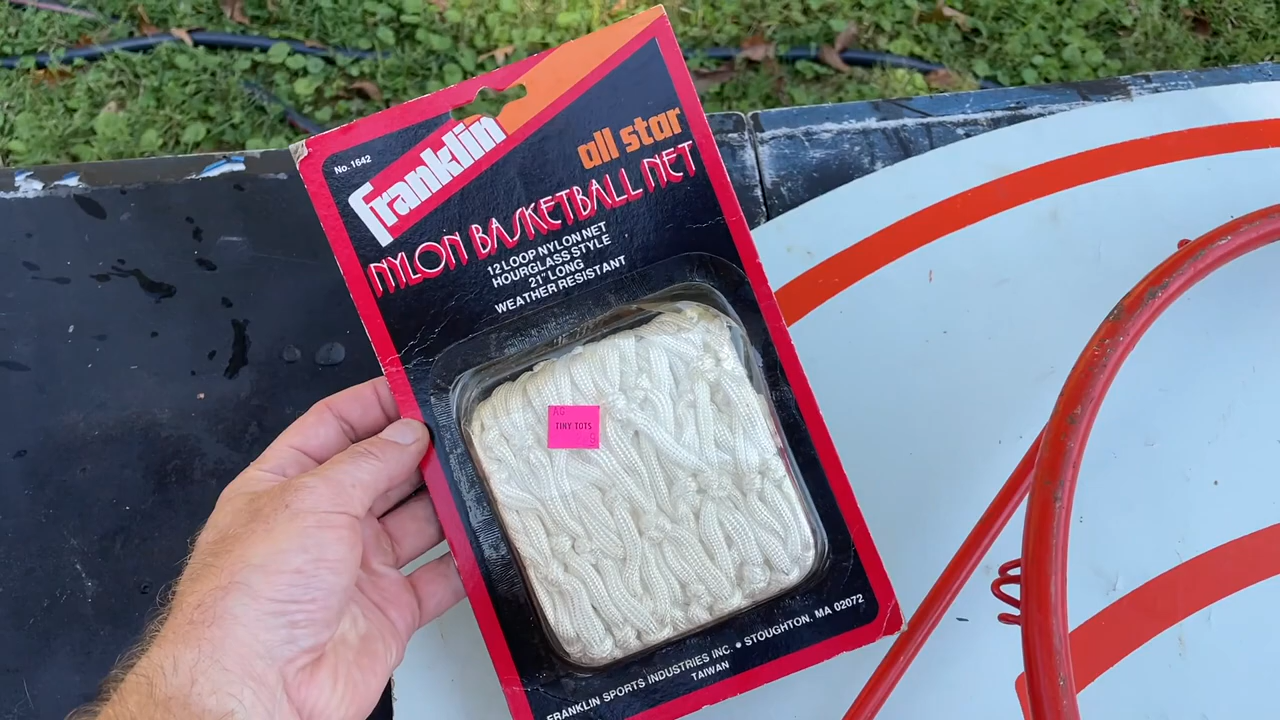 No. 1642
Franklin
all star
NYLON BASKETBALL NET
12 LOOP NYLON NET
HOURGLASS STYLE
21" LONG
WEATHER RESISTANT
AG
TINY TOTS
FRANKLIN SPORTS INDUSTRIES INC. • STOUGHTON, MA 02072
TAIWAN